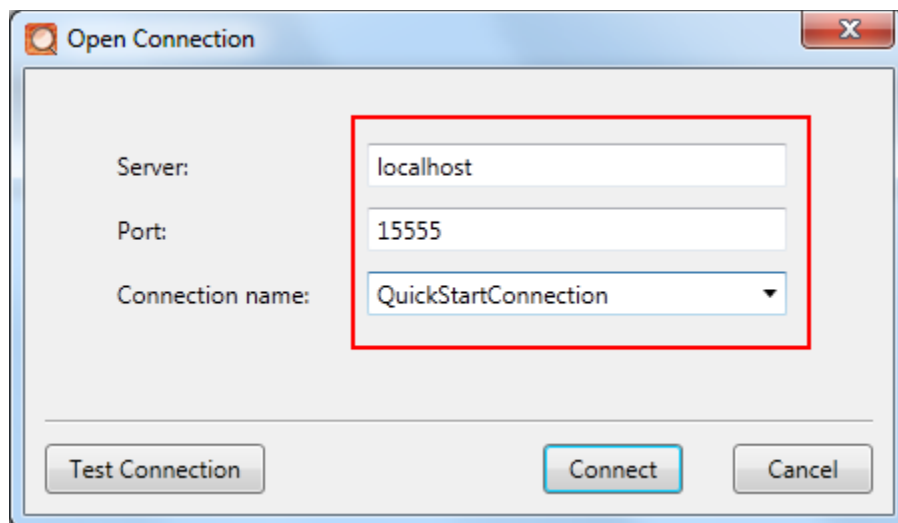 Open Connection
Server: localhost
Port: 15555
Connection name: QuickStartConnection
Test Connection Connect Cancel